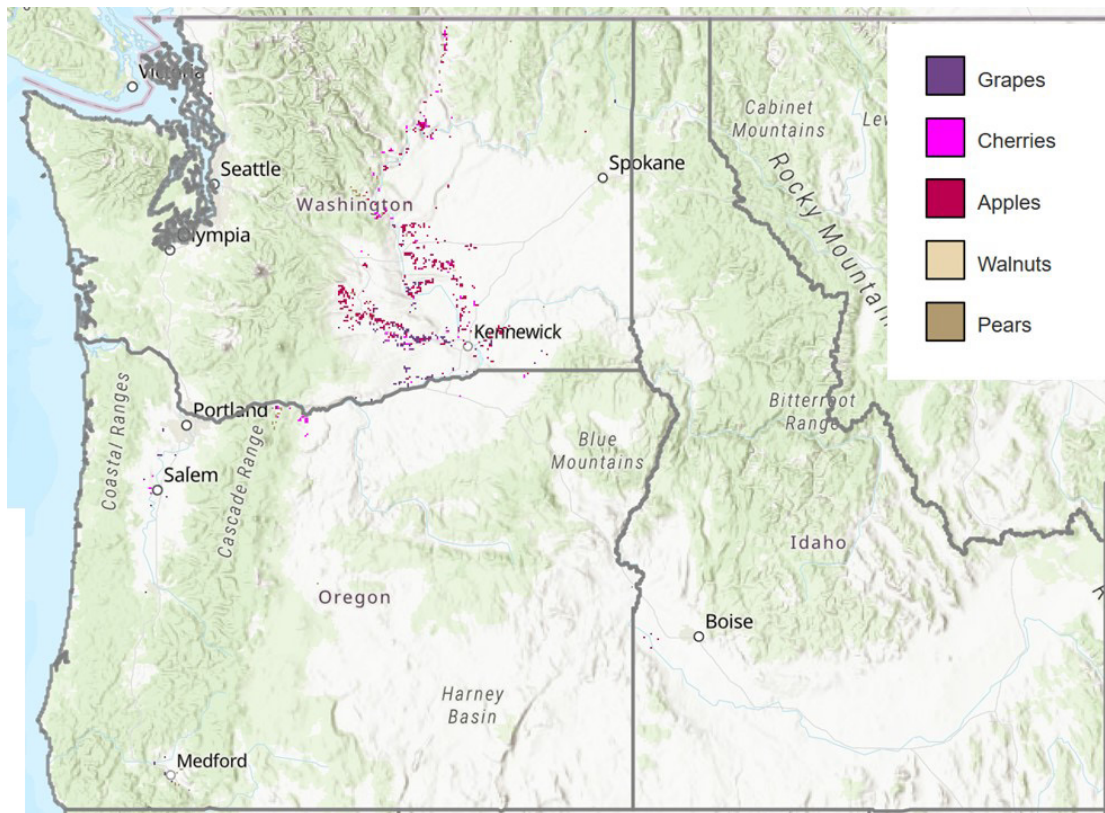 Victoria
Seattle
Washington
Olympia
Spokane
Cabinet
Mountains
Rocky Mountain
Kennewick
Portland
Coastal Ranges
Cascade Range
Salem
Blue
Mountains
Bitterroot
Range
Idaho
Oregon
Boise
Harney
Basin
Medford
Grapes
Cherries
Apples
Walnuts
Pears